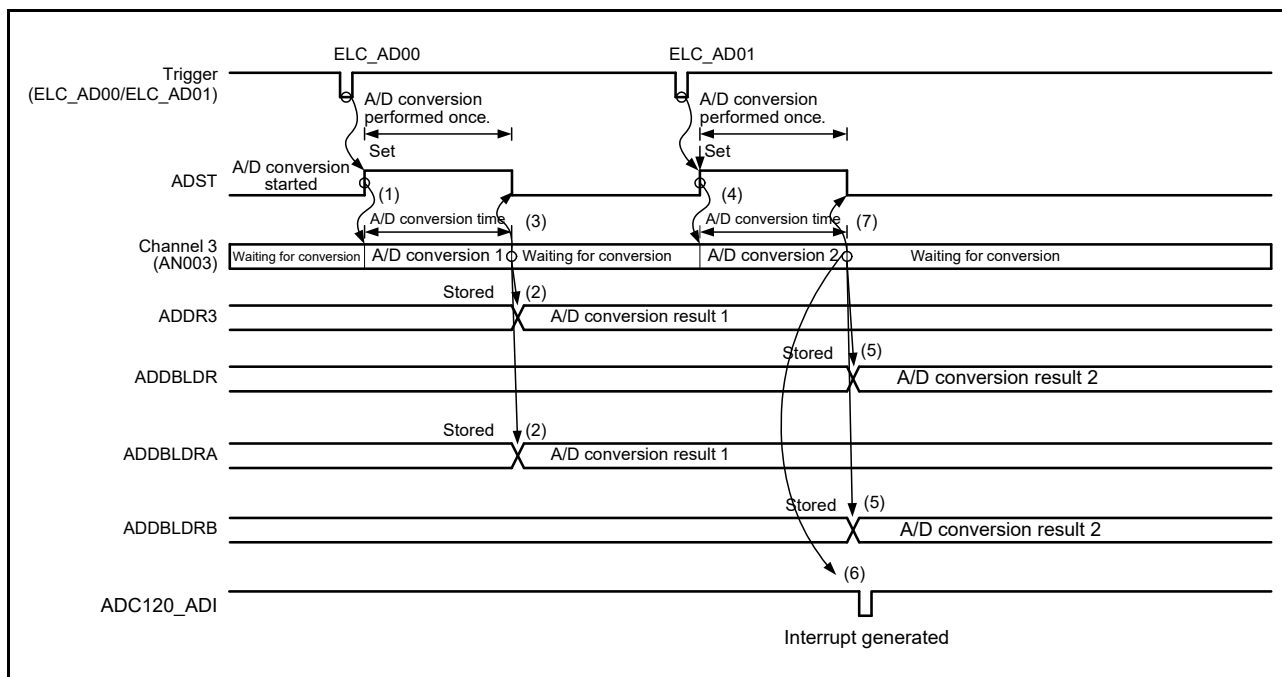 ELC_AD00
ELC_AD01
Trigger
(ELC_AD00/ELC_AD01)
A/D conversion
performed once.
A/D conversion
performed once.
Set
Set
A/D conversion
started
ADST
(1)
(4)
A/D conversion time
(3)
A/D conversion time
(7)
Channel 3
(AN003)
Waiting for conversion
A/D conversion 1
Waiting for conversion
A/D conversion 2
Waiting for conversion
Stored
(2)
ADDR3
A/D conversion result 1
Stored
(5)
ADDBLDR
A/D conversion result 2
Stored
(2)
ADDBLDRA
A/D conversion result 1
Stored
(5)
ADDBLDRB
A/D conversion result 2
(6)
ADC120_ADI
Interrupt generated